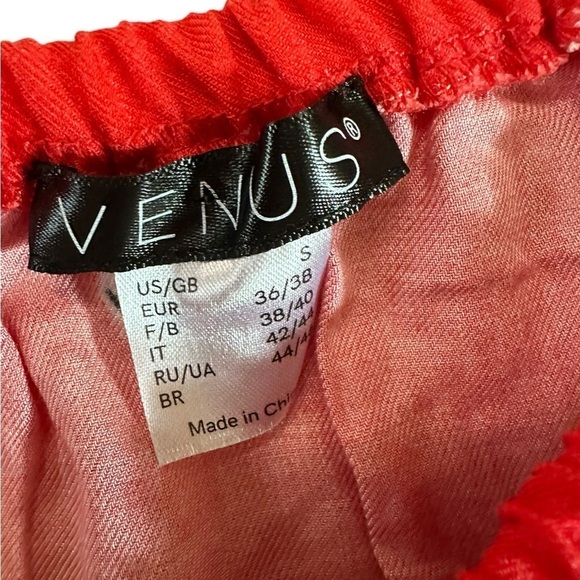 VENUS®
US/GB S
EUR 36/38
F/B 38/40
IT 42/44
RU/UA
BR
Made in